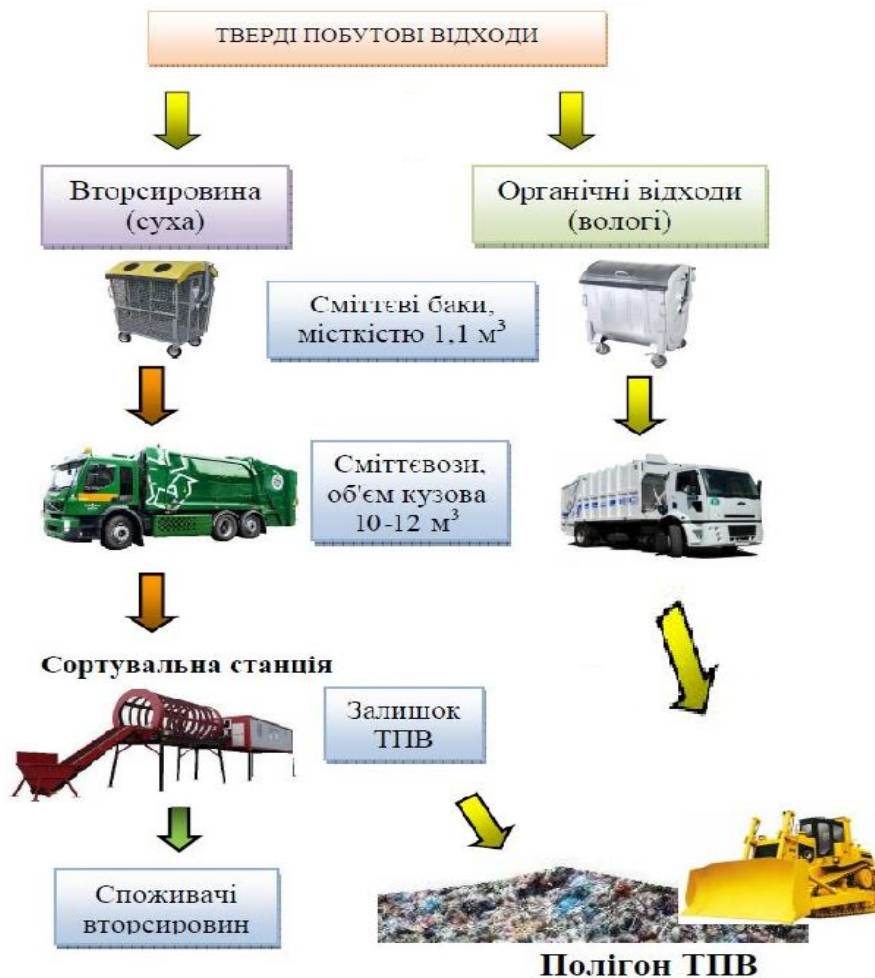 ТВЕРДІ ПОБУТОВІ ВІДХОДИ
Вторсировина
(суха)
Органічні відходи
(вологі)
Сміттєві баки,
місткістю 1,1 м³
Сміттєвози,
об'єм кузова
10-12 м³
Сортувальна станція
Залишок
ТПВ
Споживачі
вторсировин
Полігон ТПВ